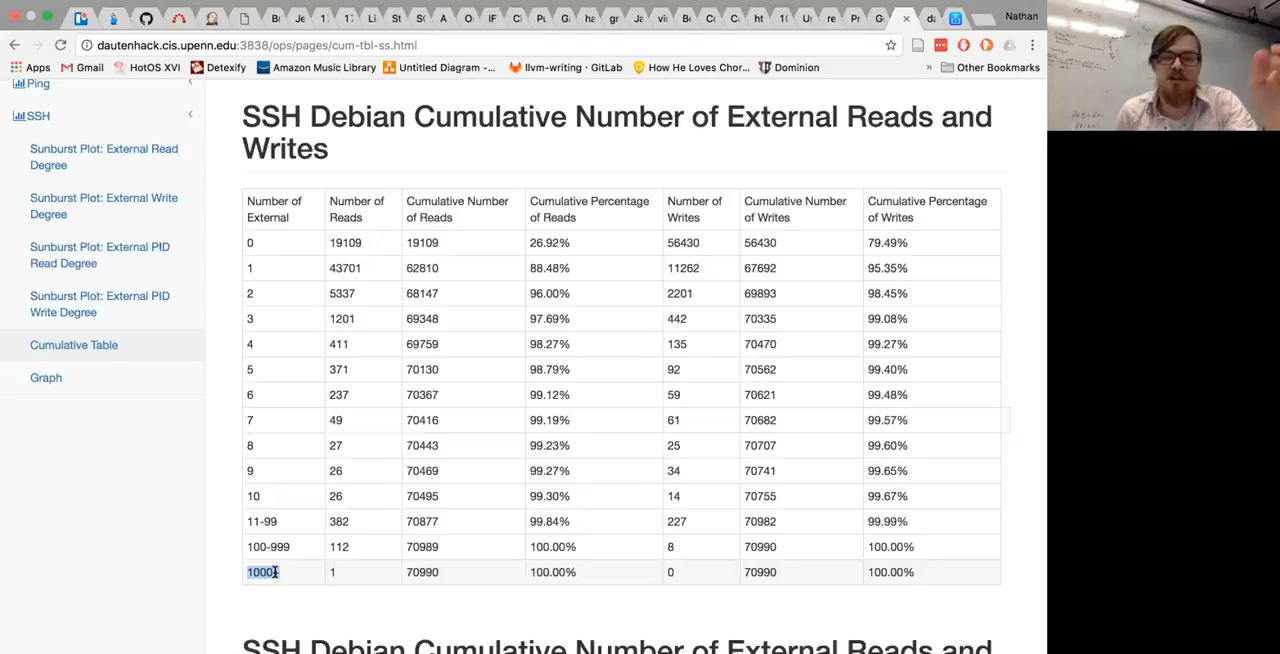 Nathan
dautenhack.cis.upenn.edu:3838/ops/pages/cum-tbl-ss.html
Apps Gmail HotOS XVI Detexify Amazon Music Library Untitled Diagram -... llvm-writing · GitLab How He Loves Chor... Dominion » Other Bookmarks
Ping
SSH
Sunburst Plot: External Read
Degree
Sunburst Plot: External Write
Degree
Sunburst Plot: External PID
Read Degree
Sunburst Plot: External PID
Write Degree
Cumulative Table
Graph
SSH Debian Cumulative Number of External Reads and
Writes
Number of External Number of Reads Cumulative Number of Reads Cumulative Percentage of Reads Number of Writes Cumulative Number of Writes Cumulative Percentage of Writes
0 19109 19109 26.92% 56430 56430 79.49%
1 43701 62810 88.48% 11262 67692 95.35%
2 5337 68147 96.00% 2201 69893 98.45%
3 1201 69348 97.69% 442 70335 99.08%
4 411 69759 98.27% 135 70470 99.27%
5 371 70130 98.79% 92 70562 99.40%
6 237 70367 99.12% 59 70621 99.48%
7 49 70416 99.19% 61 70682 99.57%
8 27 70443 99.23% 25 70707 99.60%
9 26 70469 99.27% 34 70741 99.65%
10 26 70495 99.30% 14 70755 99.67%
11-99 382 70877 99.84% 227 70982 99.99%
100-999 112 70989 100.00% 8 70990 100.00%
1000 1 70990 100.00% 0 70990 100.00%
SSH Debian Cumulative Number of External Reads and